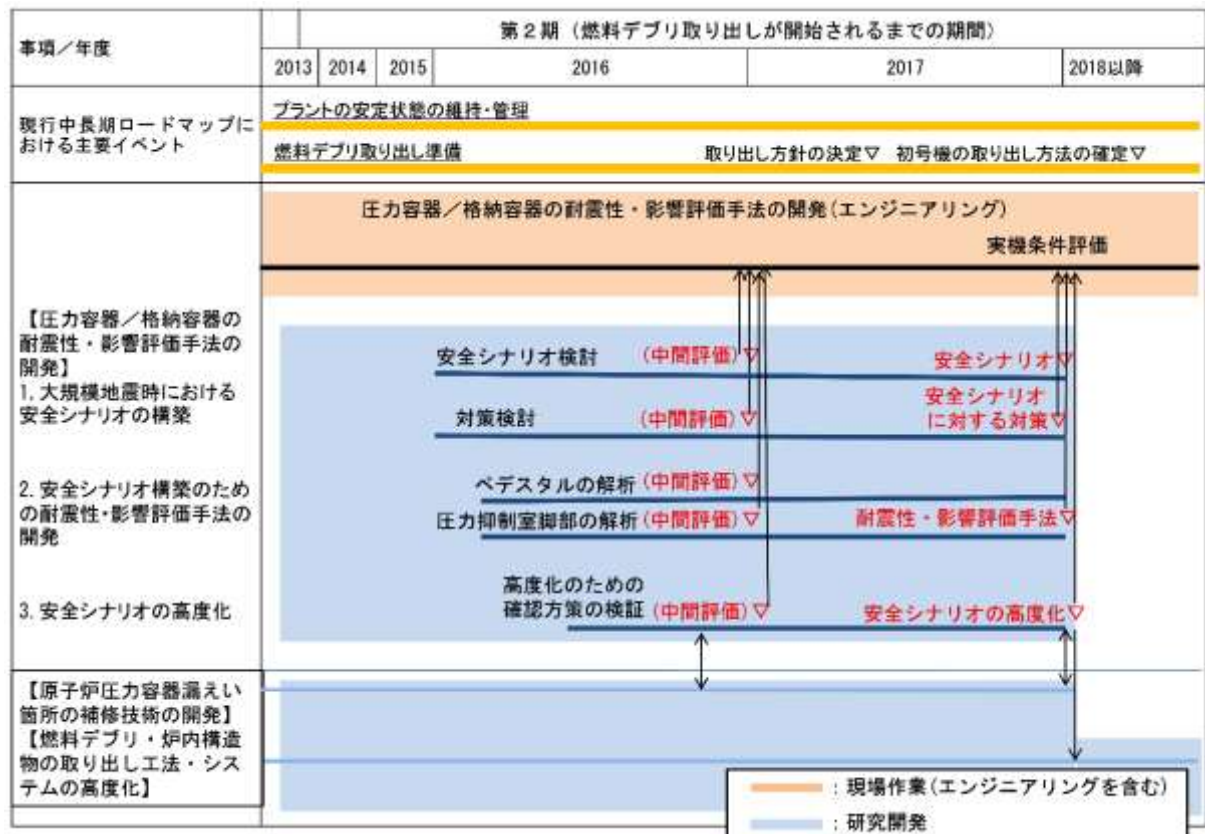 事項／年度
第２期（燃料デブリ取り出しが開始されるまでの期間）
2013
2014
2015
2016
2017
2018以降
現行中長期ロードマップに
おける主要イベント
プラントの安定状態の維持・管理
燃料デブリ取り出し準備
取り出し方針の決定▽
初号機の取り出し方法の確定▽
圧力容器／格納容器の耐震性・影響評価手法の開発(エンジニアリング)
実機条件評価
【圧力容器／格納容器の
耐震性・影響評価手法の
開発】
1. 大規模地震時における
安全シナリオの構築
安全シナリオ検討
(中間評価)▽
安全シナリオ▽
対策検討
(中間評価)▽
安全シナリオ
に対する対策▽
2. 安全シナリオ構築のため
の耐震性・影響評価手法の
開発
ペデスタルの解析
(中間評価)▽
圧力抑制室脚部の解析
(中間評価)▽
耐震性・影響評価手法▽
3. 安全シナリオの高度化
高度化のための
確認方策の検証
(中間評価)▽
安全シナリオの高度化▽
【原子炉圧力容器漏えい
箇所の補修技術の開発】
【燃料デブリ・炉内構造
物の取り出し工法・シス
テムの高度化】
：現場作業(エンジニアリングを含む)
：研究開発